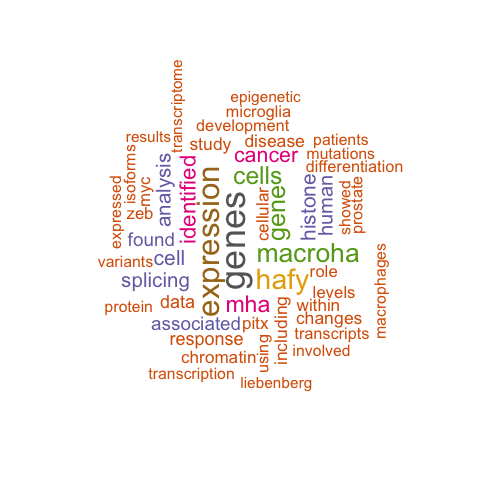 transcriptome
epigenetic
microglia
development
results
study
disease
patients
cancer
mutations
differentiation
isoforms
analysis
identified
expression
genes
cells
cellular
gene
histone
human
showed
prostate
expressed
zeb
myc
found
cell
macroha
variants
splicing
hafy
role
macrophages
protein
data
mha
levels
within
including
associated
pitx
changes
response
using
transcripts
chromatin
involved
transcription
liebenberg